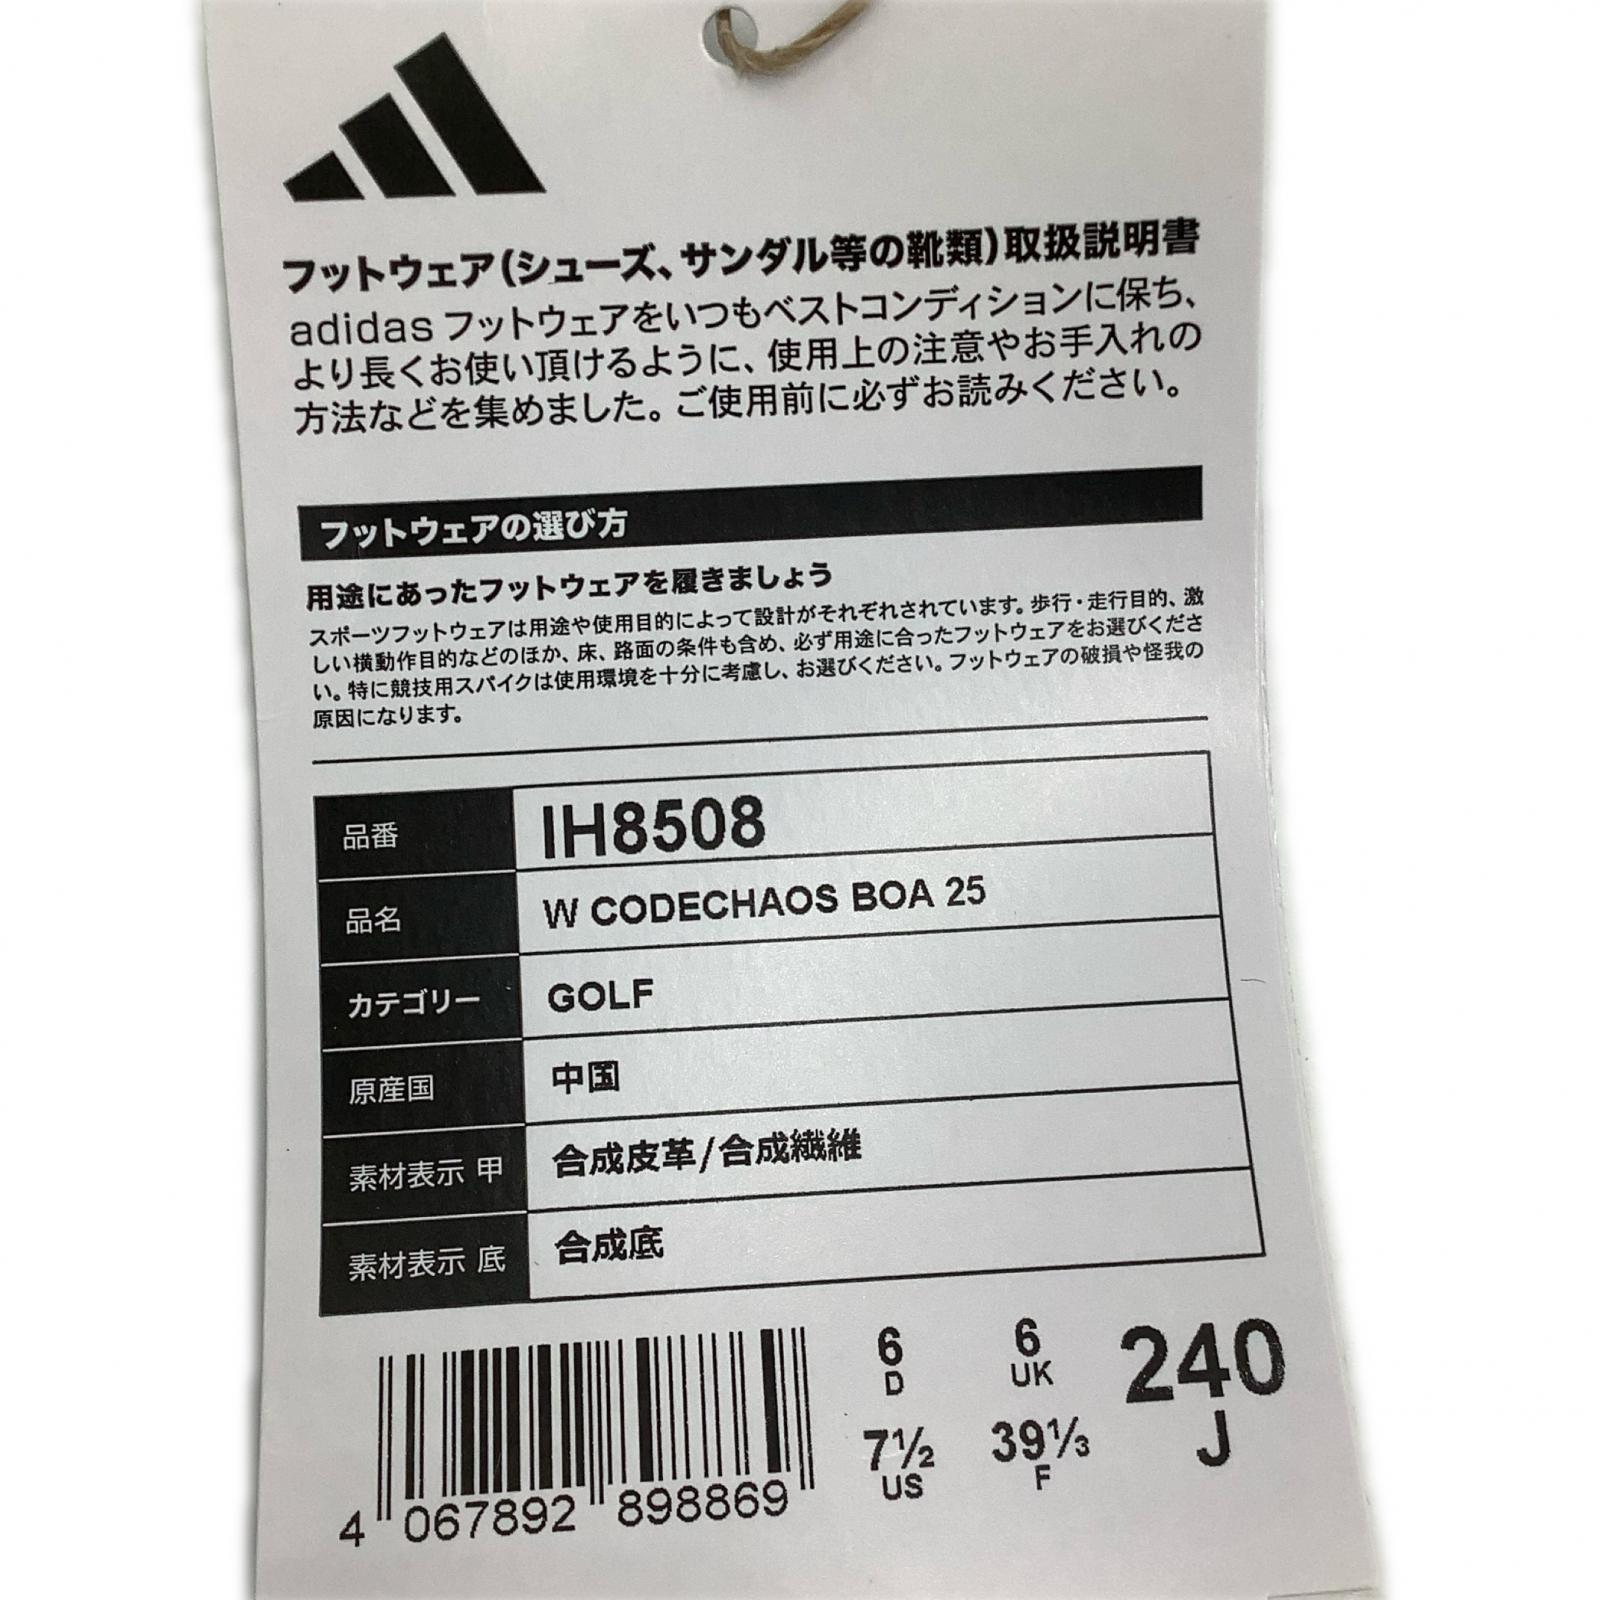 フットウェア(シューズ、サンダル等の靴類)取扱説明書
adidas フットウェアをいつもベストコンディションに保ち、
より長くお使い頂けるように、使用上の注意やお手入れの
方法などを集めました。ご使用前に必ずお読みください。
フットウェアの選び方
用途にあったフットウェアを履きましょう
スポーツフットウェアは用途や使用目的によって設計がそれぞれされています。歩行・走行目的、激
しい横動作目的などのほか、床、路面の条件も含め、必ず用途に合ったフットウェアをお選びくださ
い。特に競技用スパイクは使用環境を十分に考慮し、お選びください。フットウェアの破損や怪我の
原因になります。
品番 IH8508
品名 W CODECHAOS BOA 25
カテゴリー GOLF
原産国 中国
素材表示 甲 合成皮革/合成繊維
素材表示 底 合成底
6 6 240
D UK J
7½ 39⅓
US F
4 067892 898869